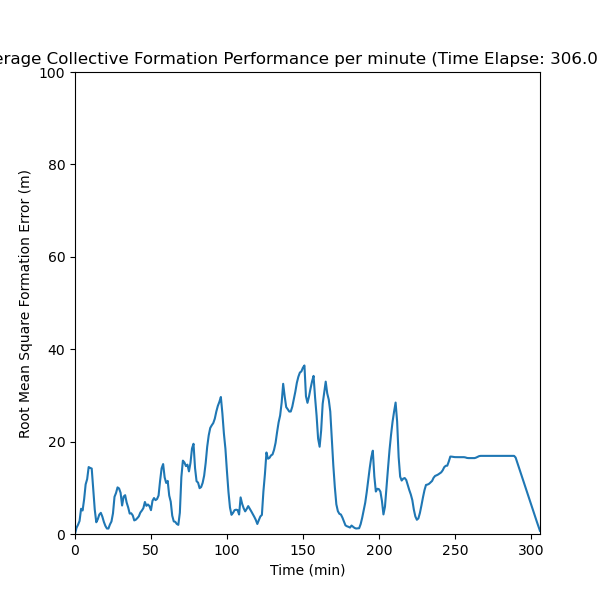 erage Collective Formation Performance per minute (Time Elapse: 306.0
Root Mean Square Formation Error (m)
100
80
60
40
20
0
0 50 100 150 200 250 300
Time (min)